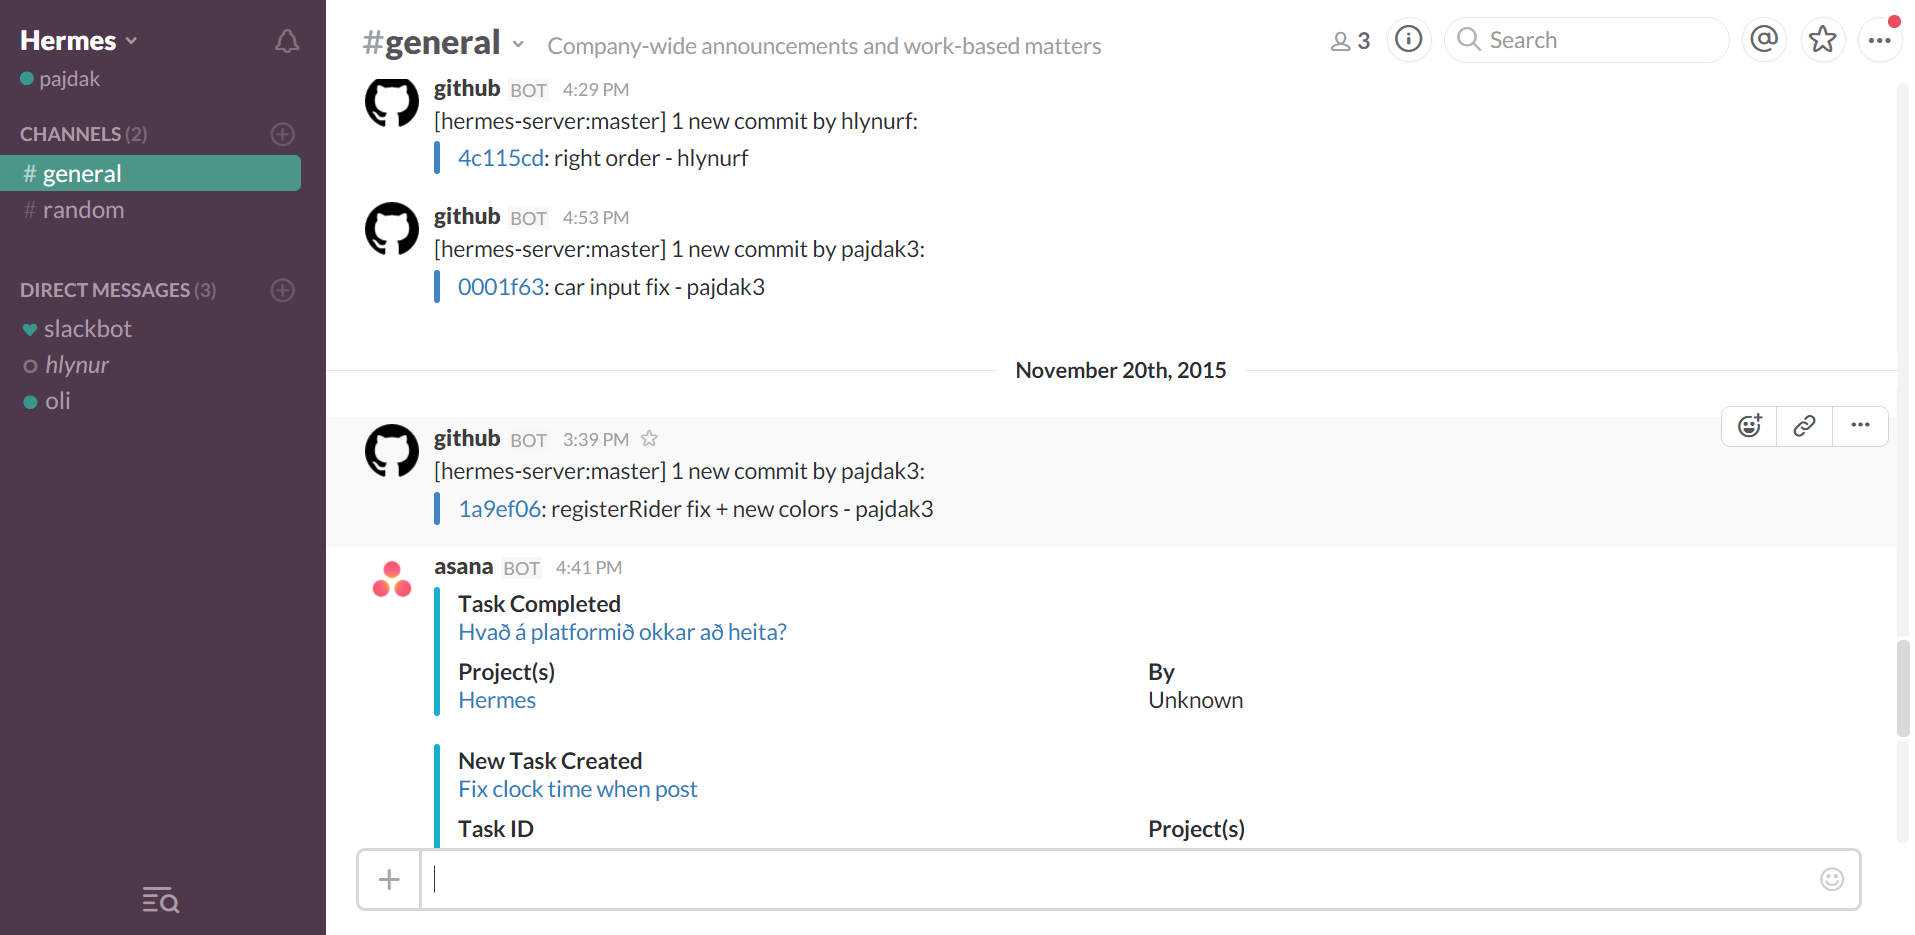 Hermes
pajdak
CHANNELS (2)
# general
# random
DIRECT MESSAGES (3)
slackbot
hlynur
oli
#general Company-wide announcements and work-based matters 3 Search
github BOT 4:29 PM
[hermes-server:master] 1 new commit by hlynurf:
4c115cd: right order - hlynurf
github BOT 4:53 PM
[hermes-server:master] 1 new commit by pajdak3:
0001f63: car input fix - pajdak3
November 20th, 2015
github BOT 3:39 PM
[hermes-server:master] 1 new commit by pajdak3:
1a9ef06: registerRider fix + new colors - pajdak3
asana BOT 4:41 PM
Task Completed
Hvað á platformið okkar að heita?
Project(s) By
Hermes Unknown
New Task Created
Fix clock time when post
Task ID Project(s)